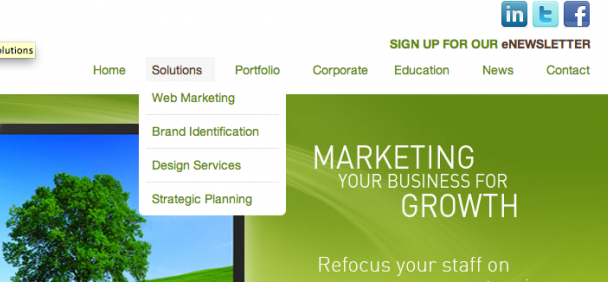 in t f
SIGN UP FOR OUR eNEWSLETTER
olutions
Home Solutions Portfolio Corporate Education News Contact
Web Marketing
Brand Identification
Design Services
Strategic Planning
MARKETING
YOUR BUSINESS FOR
GROWTH
Refocus your staff on